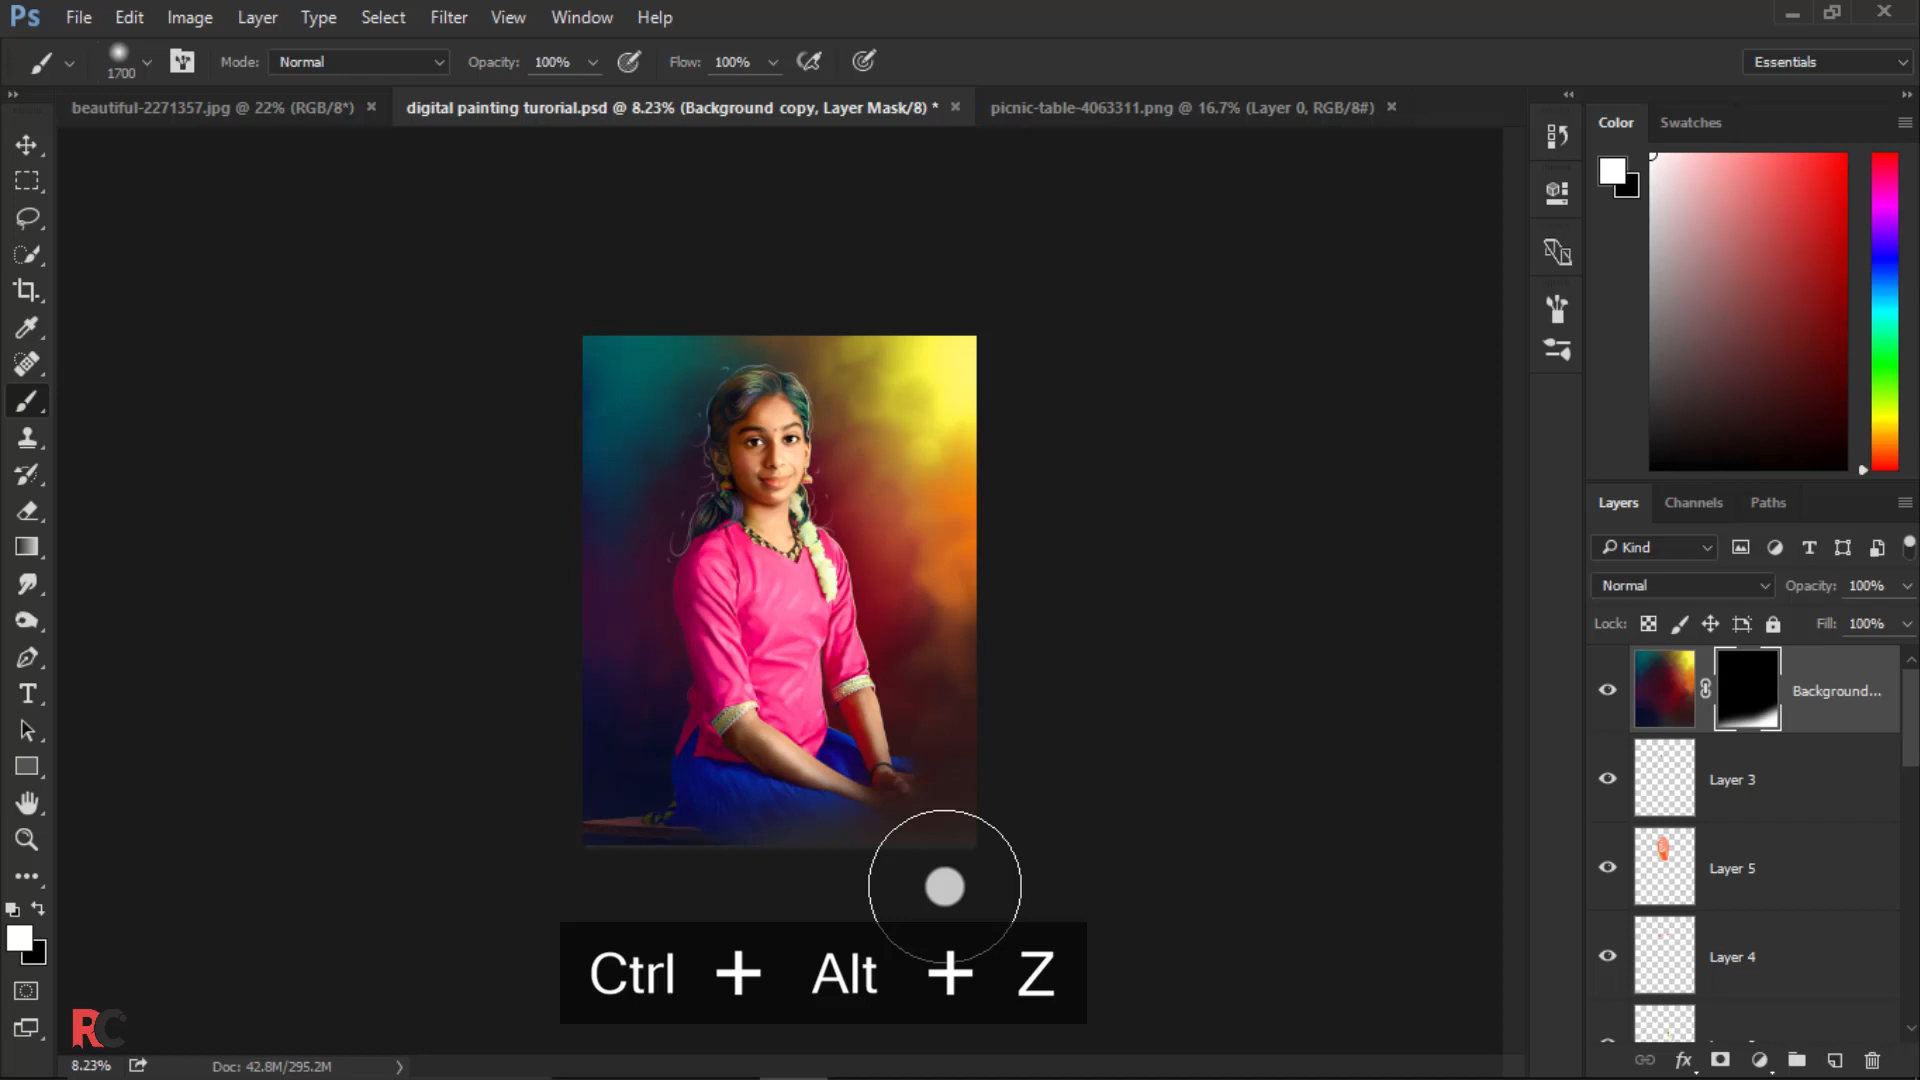 Ps File Edit Image Layer Type Select Filter View Window Help
1700 Mode: Normal Opacity: 100% Flow: 100% Essentials
beautiful-2271357.jpg @ 22% (RGB/8*) × digital painting turorial.psd @ 8.23% (Background copy, Layer Mask/8) * × picnic-table-4063311.png @ 16.7% (Layer 0, RGB/8#) ×
Color Swatches
Layers Channels Paths
Kind
Normal Opacity: 100%
Lock: Fill: 100%
Background...
Layer 3
Layer 5
Layer 4
Ctrl + Alt + Z
RC
8.23% Doc: 42.8M/295.2M